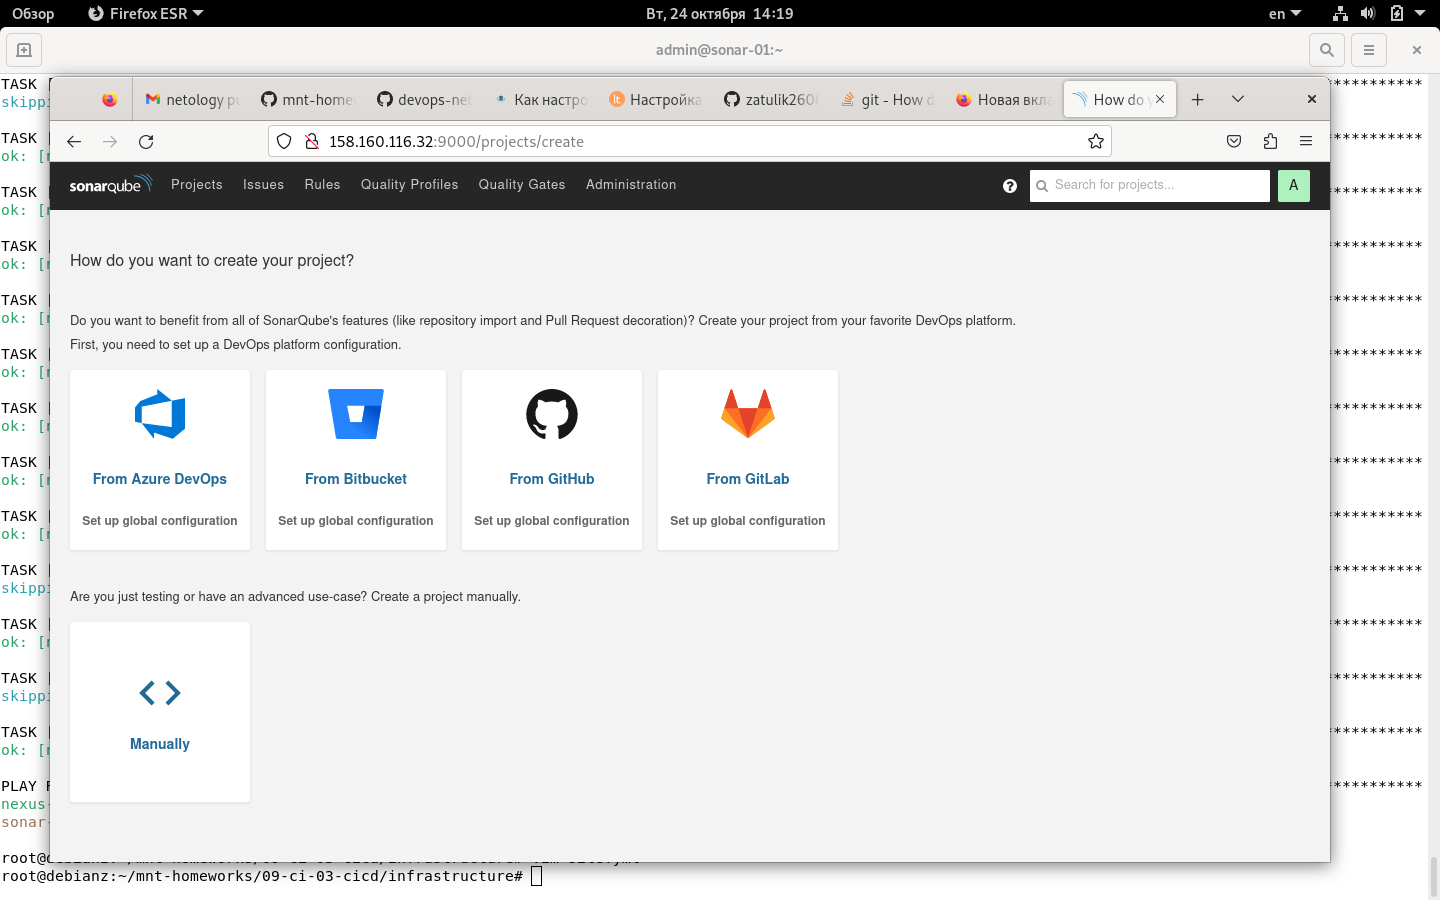 Обзор Firefox ESR Вт, 24 октября 14:19 en
admin@sonar-01:~
netology mnt-home devops-net Как настро Настройка zatulik260 git - How Новая вкл How do
158.160.116.32:9000/projects/create
sonarqube Projects Issues Rules Quality Profiles Quality Gates Administration ? Search for projects... A
How do you want to create your project?
Do you want to benefit from all of SonarQube's features (like repository import and Pull Request decoration)? Create your project from your favorite DevOps platform.
First, you need to set up a DevOps platform configuration.
From Azure DevOps From Bitbucket From GitHub From GitLab
Set up global configuration Set up global configuration Set up global configuration Set up global configuration
Are you just testing or have an advanced use-case? Create a project manually.
Manually
TASK [
skippi
***********
TASK [
ok: [
***********
TASK [
ok: [
***********
TASK [
ok: [
***********
TASK [
ok: [
***********
TASK [
ok: [
***********
TASK [
ok: [
***********
TASK [
ok: [
***********
TASK [
ok: [
***********
TASK [
skippi
***********
TASK [
ok: [
***********
TASK [
skippi
***********
TASK [
ok: [
***********
PLAY
***********
nexus-
sonar-
root@debianz:~/mnt-homeworks/09-ci-03-cicd/infrastructure#